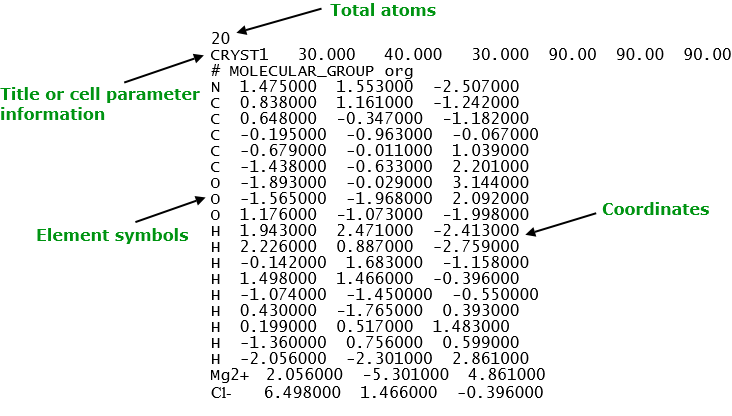 Total atoms
20
CRYST1 30.000 40.000 30.000 90.00 90.00 90.00
# MOLECULAR_GROUP org
Title or cell parameter
information
N 1.475000 1.553000 -2.507000
C 0.838000 1.161000 -1.242000
C 0.648000 -0.347000 -1.182000
C -0.195000 -0.963000 -0.067000
C -0.679000 -0.011000 1.039000
C -1.438000 -0.633000 2.201000
O -1.893000 -0.029000 3.144000
O -1.565000 -1.968000 2.092000
O 1.176000 -1.073000 -1.998000
Element symbols
Coordinates
H 1.943000 2.471000 -2.413000
H 2.226000 0.887000 -2.759000
H -0.142000 1.683000 -1.158000
H 1.498000 1.466000 -0.396000
H -1.074000 -1.450000 -0.550000
H 0.430000 -1.765000 0.393000
H 0.199000 0.517000 1.483000
H -1.360000 0.756000 0.599000
H -2.056000 -2.301000 2.861000
Mg2+ 2.056000 -5.301000 4.861000
Cl- 6.498000 1.466000 -0.396000